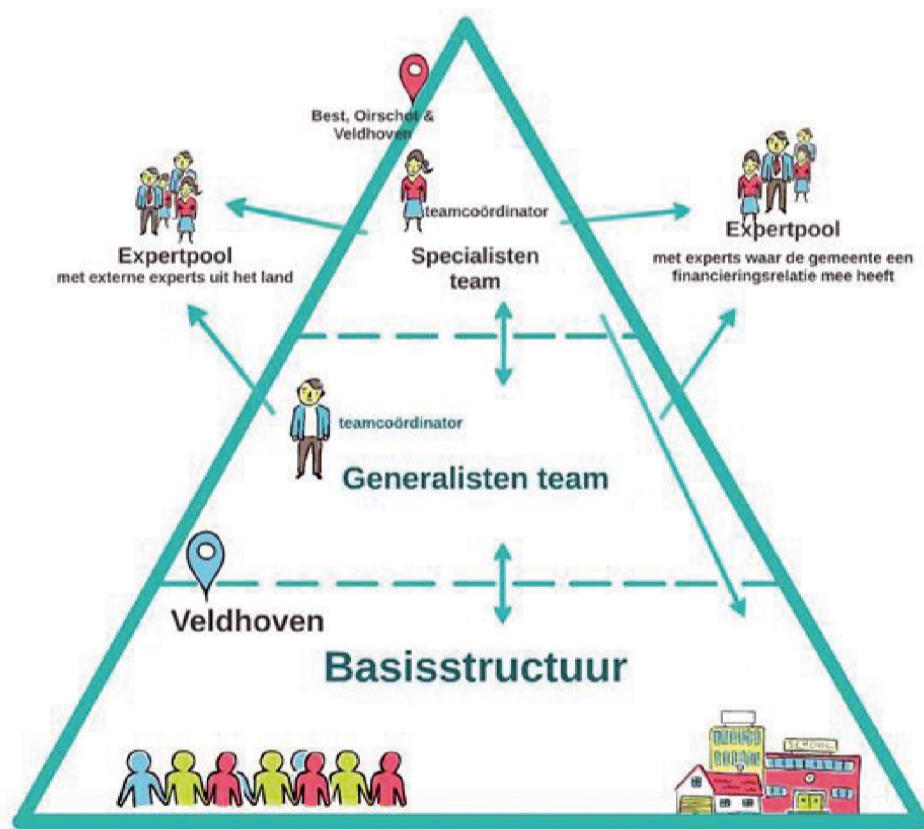 Best, Oirschot &
Veldhoven
teamcoördinator
Specialisten
team
Expertpool
met externe experts uit het land
Expertpool
met experts waar de gemeente een
financieringsrelatie mee heeft
teamcoördinator
Generalisten team
Veldhoven
Basisstructuur
SCHOOL